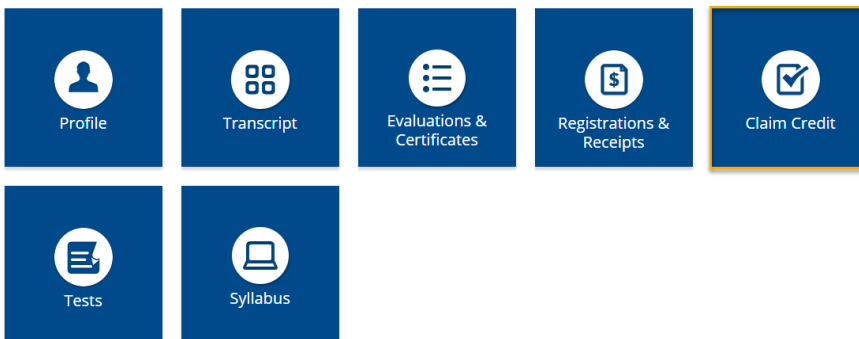 Profile
Transcript
Evaluations &
Certificates
$
Registrations &
Receipts
Claim Credit
Tests
Syllabus